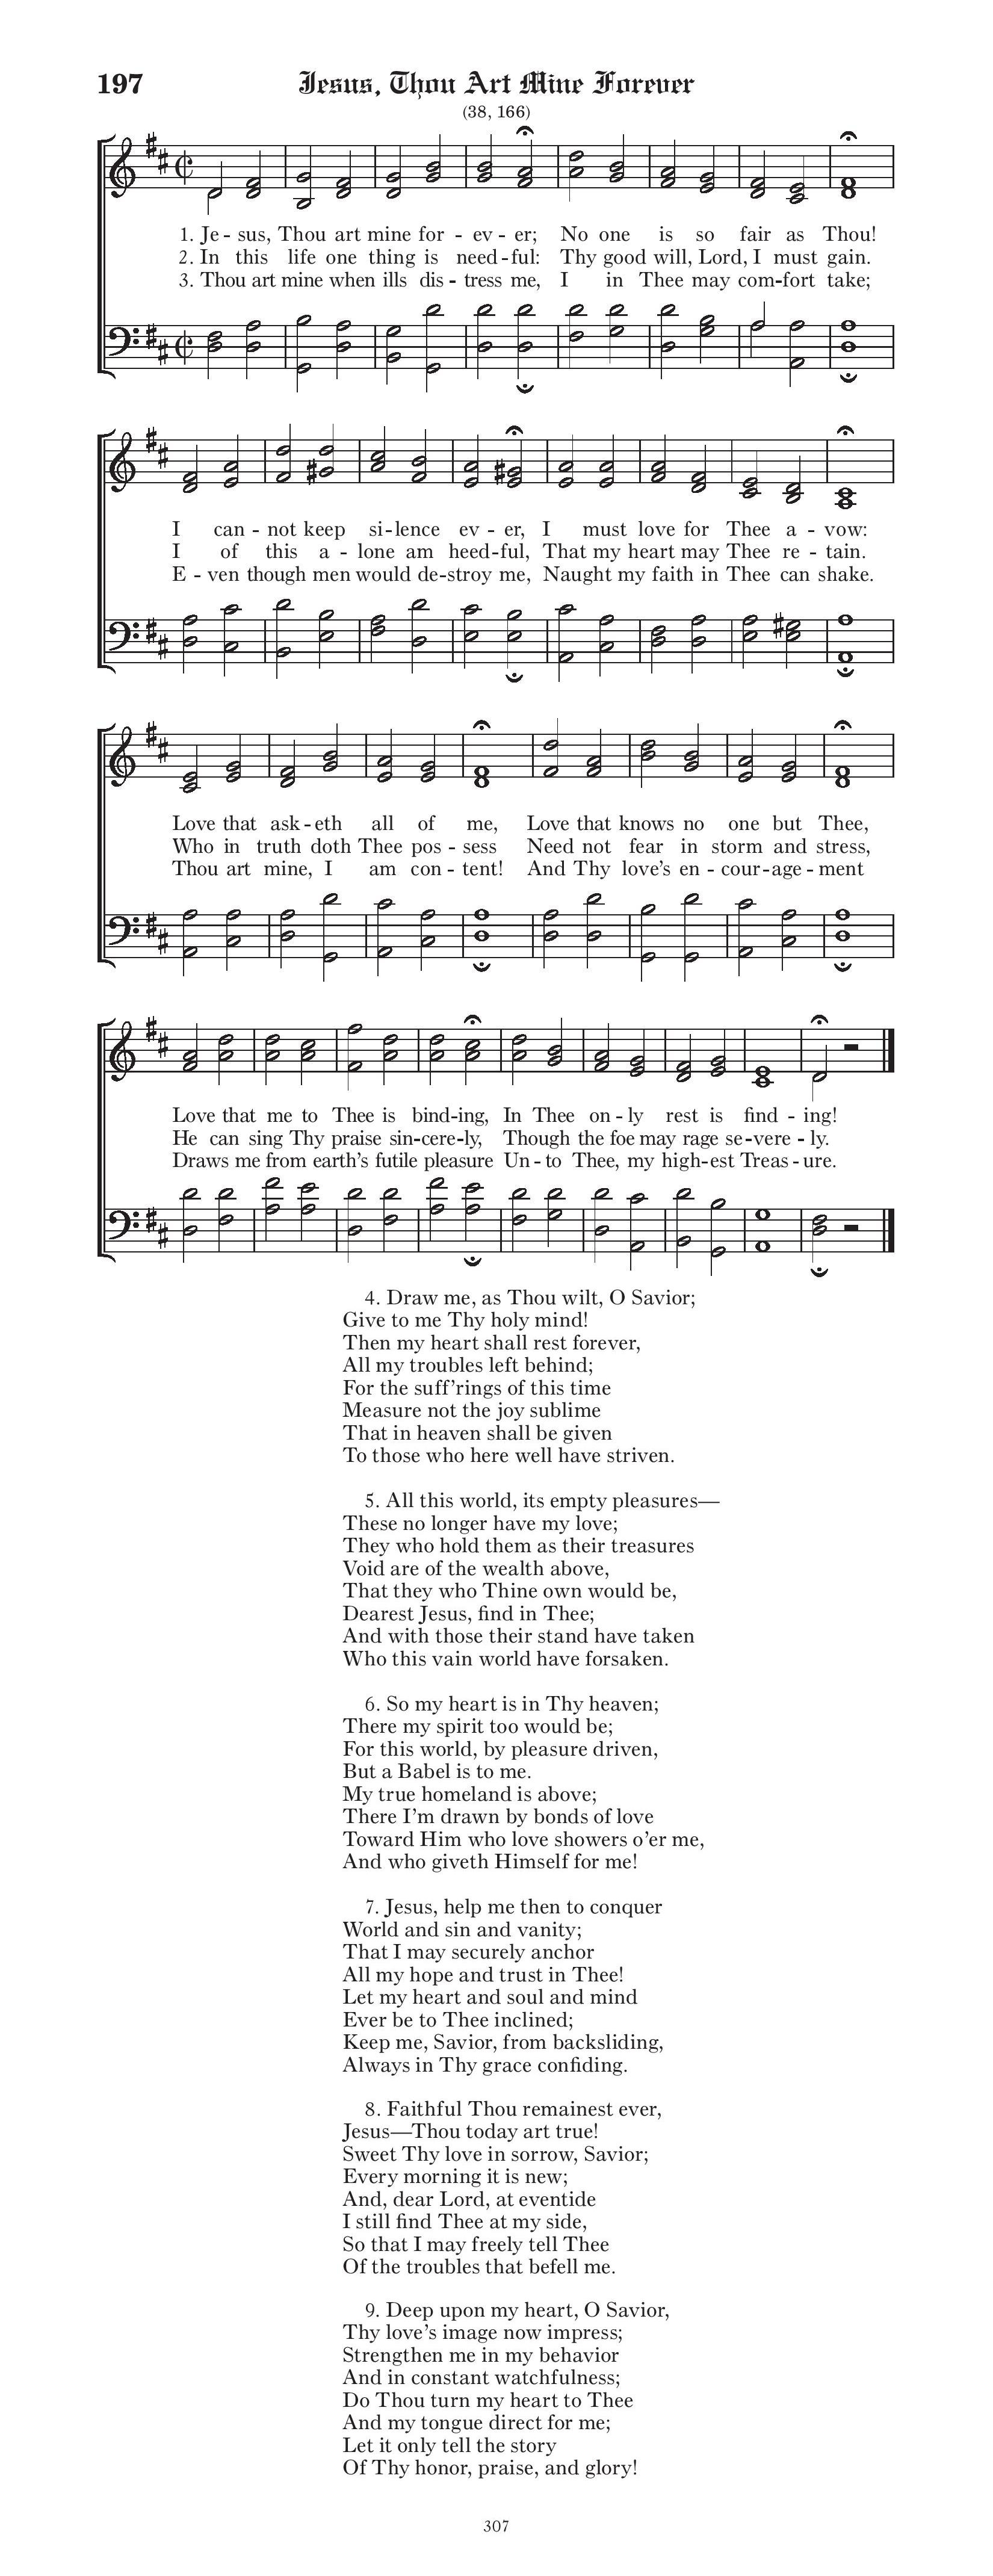 197 Jesus, Thou Art Mine Forever
(38, 166)
1. Je - sus, Thou art mine for - ev - er; No one is so fair as Thou!
2. In this life one thing is need - ful: Thy good will, Lord, I must gain.
3. Thou art mine when ills dis - tress me, I in Thee may com - fort take;
I can - not keep si - lence ev - er, I must love for Thee a - vow:
I of this a - lone am heed - ful, That my heart may Thee re - tain.
E - ven though men would de - stroy me, Naught my faith in Thee can shake.
Love that ask - eth all of me, Love that knows no one but Thee,
Who in truth doth Thee pos - sess Need not fear in storm and stress,
Thou art mine, I am con - tent! And Thy love's en - cour - age - ment
Love that me to Thee is bind - ing, In Thee on - ly rest is find - ing!
He can sing Thy praise sin - cere - ly, Though the foe may rage se - vere - ly.
Draws me from earth's futile pleasure Un - to Thee, my high - est Treas - ure.
4. Draw me, as Thou wilt, O Savior;
Give to me Thy holy mind!
Then my heart shall rest forever,
All my troubles left behind;
For the suff'rings of this time
Measure not the joy sublime
That in heaven shall be given
To those who here well have striven.
5. All this world, its empty pleasures—
These no longer have my love;
They who hold them as their treasures
Void are of the wealth above,
That they who Thine own would be,
Dearest Jesus, find in Thee;
And with those their stand have taken
Who this vain world have forsaken.
6. So my heart is in Thy heaven;
There my spirit too would be;
For this world, by pleasure driven,
But a Babel is to me.
My true homeland is above;
There I'm drawn by bonds of love
Toward Him who love showers o'er me,
And who giveth Himself for me!
7. Jesus, help me then to conquer
World and sin and vanity;
That I may securely anchor
All my hope and trust in Thee!
Let my heart and soul and mind
Ever be to Thee inclined;
Keep me, Savior, from backsliding,
Always in Thy grace confiding.
8. Faithful Thou remainest ever,
Jesus—Thou today art true!
Sweet Thy love in sorrow, Savior;
Every morning it is new;
And, dear Lord, at eventide
I still find Thee at my side,
So that I may freely tell Thee
Of the troubles that befell me.
9. Deep upon my heart, O Savior,
Thy love's image now impress;
Strengthen me in my behavior
And in constant watchfulness;
Do Thou turn my heart to Thee
And my tongue direct for me;
Let it only tell the story
Of Thy honor, praise, and glory!
307